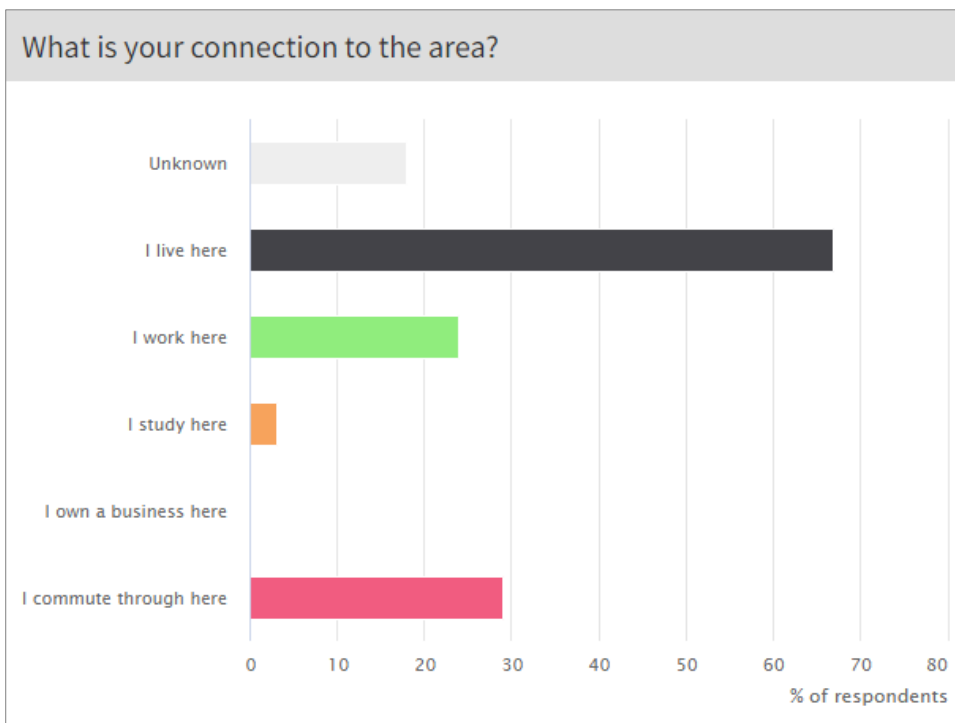 What is your connection to the area?
Unknown
I live here
I work here
I study here
I own a business here
I commute through here
0 10 20 30 40 50 60 70 80
% of respondents